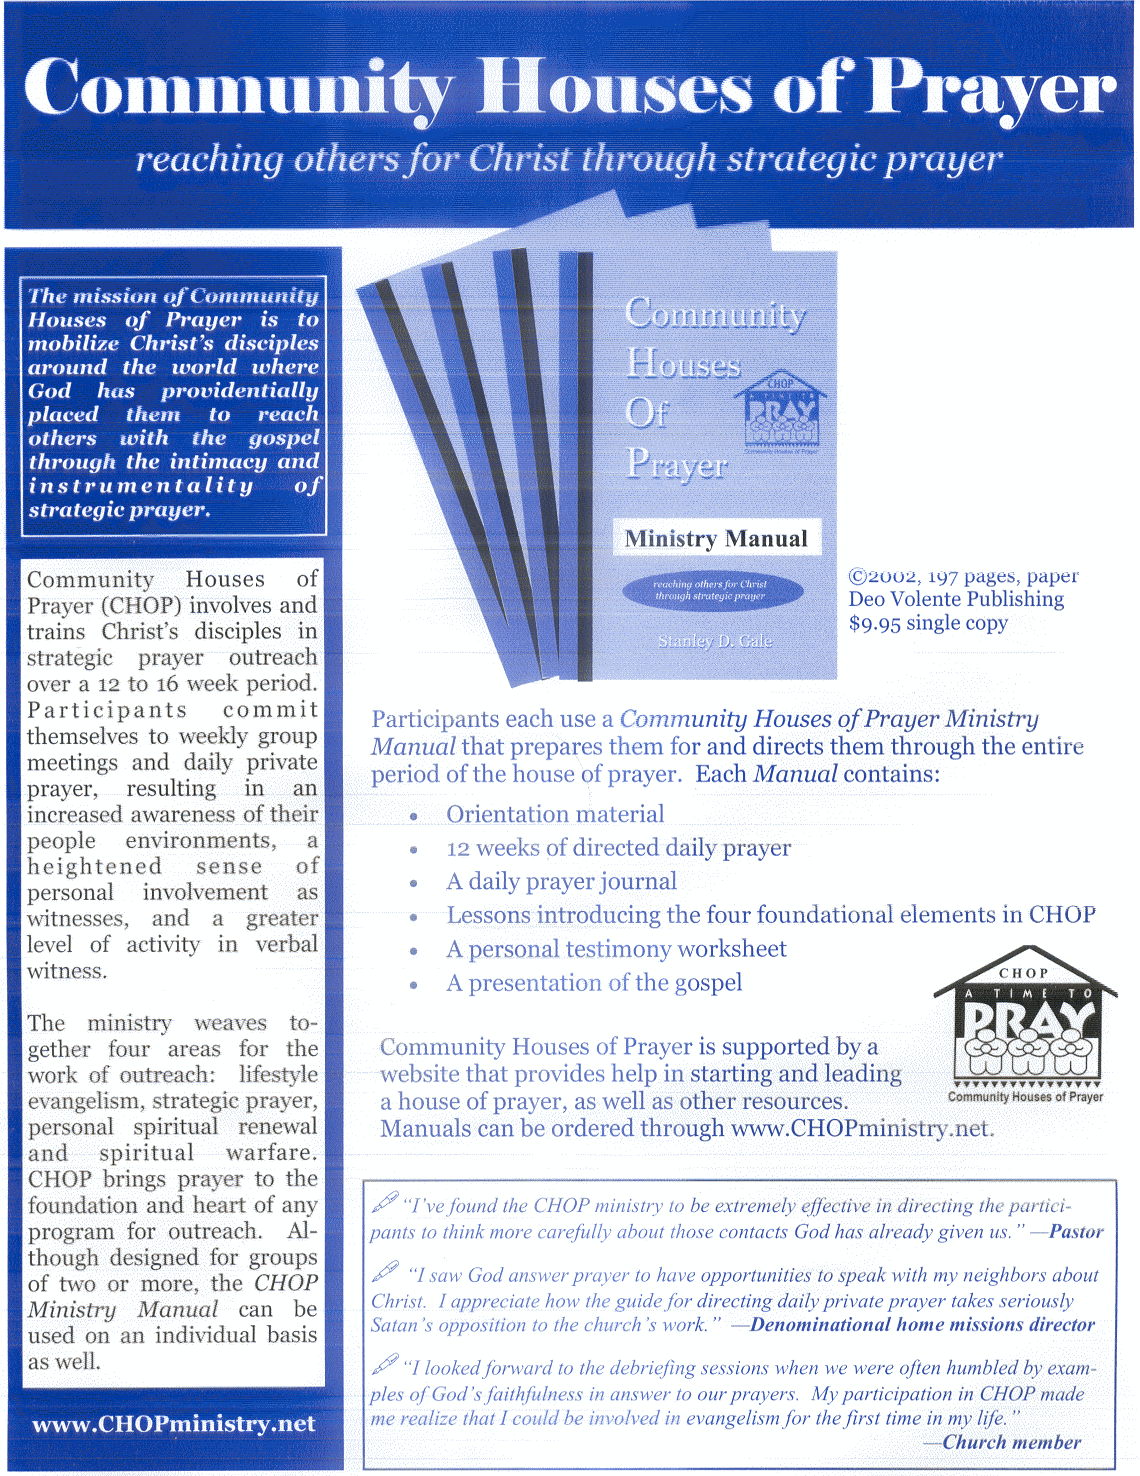 Community Houses of Prayer
reaching others for Christ through strategic prayer
The mission of Community
Houses of Prayer is to
mobilize Christ's disciples
around the world where
God has providentially
placed them to reach
others with the gospel
through the intimacy and
instrumentality of
strategic prayer.
Community Houses of
Prayer (CHOP) involves and
trains Christ's disciples in
strategic prayer outreach
over a 12 to 16 week period.
Participants commit
themselves to weekly group
meetings and daily private
prayer, resulting in an
increased awareness of their
people environments, a
heightened sense of
personal involvement as
witnesses, and a greater
level of activity in verbal
witness.
The ministry weaves to-
gether four areas for the
work of outreach: lifestyle
evangelism, strategic prayer,
personal spiritual renewal
and spiritual warfare.
CHOP brings prayer to the
foundation and heart of any
program for outreach. Al-
though designed for groups
of two or more, the CHOP
Ministry Manual can be
used on an individual basis
as well.
www.CHOPministry.net
Community
Houses
Of
Prayer
CHOP
A TIME TO
PRAY
Community Houses of Prayer
Ministry Manual
reaching others for Christ
through strategic prayer
Stanley D. Gale
©2002, 197 pages, paper
Deo Volente Publishing
$9.95 single copy
Participants each use a Community Houses of Prayer Ministry
Manual that prepares them for and directs them through the entire
period of the house of prayer. Each Manual contains:
• Orientation material
• 12 weeks of directed daily prayer
• A daily prayer journal
• Lessons introducing the four foundational elements in CHOP
• A personal testimony worksheet
• A presentation of the gospel
CHOP
A TIME TO
PRAY
Community Houses of Prayer
Community Houses of Prayer is supported by a
website that provides help in starting and leading
a house of prayer, as well as other resources.
Manuals can be ordered through www.CHOPministry.net.
"I've found the CHOP ministry to be extremely effective in directing the partici-
pants to think more carefully about those contacts God has already given us." —Pastor
"I saw God answer prayer to have opportunities to speak with my neighbors about
Christ. I appreciate how the guide for directing daily private prayer takes seriously
Satan's opposition to the church's work." —Denominational home missions director
"I looked forward to the debriefing sessions when we were often humbled by exam-
ples of God's faithfulness in answer to our prayers. My participation in CHOP made
me realize that I could be involved in evangelism for the first time in my life."
—Church member